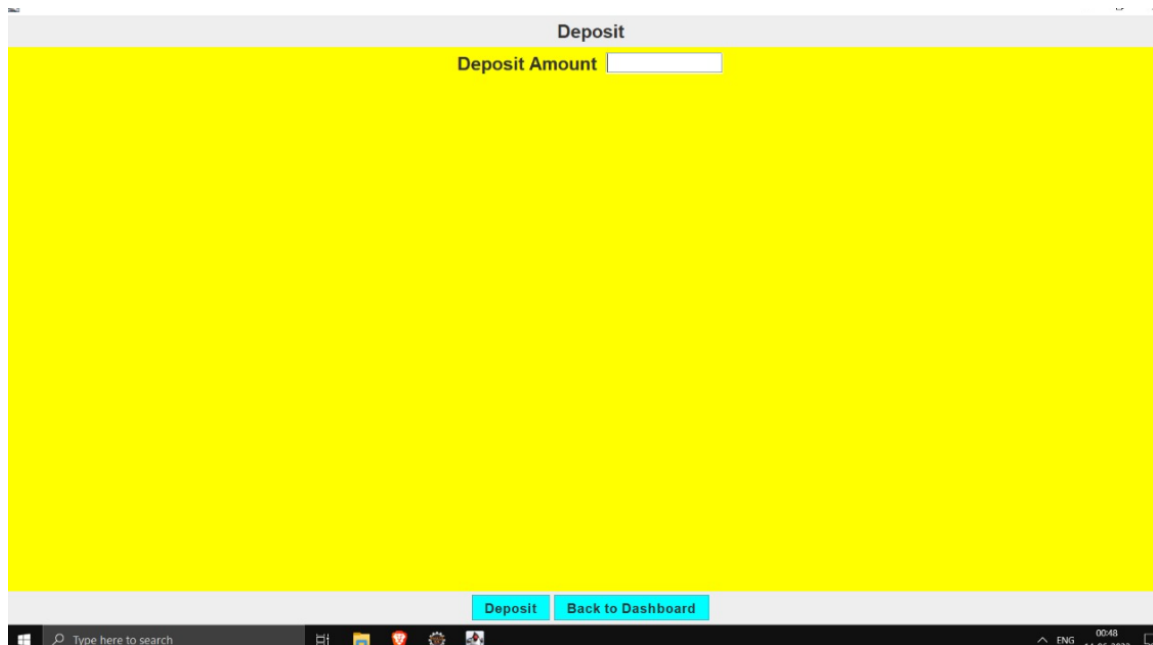 Deposit
Deposit Amount
Deposit Back to Dashboard
Type here to search
ENG 00:48